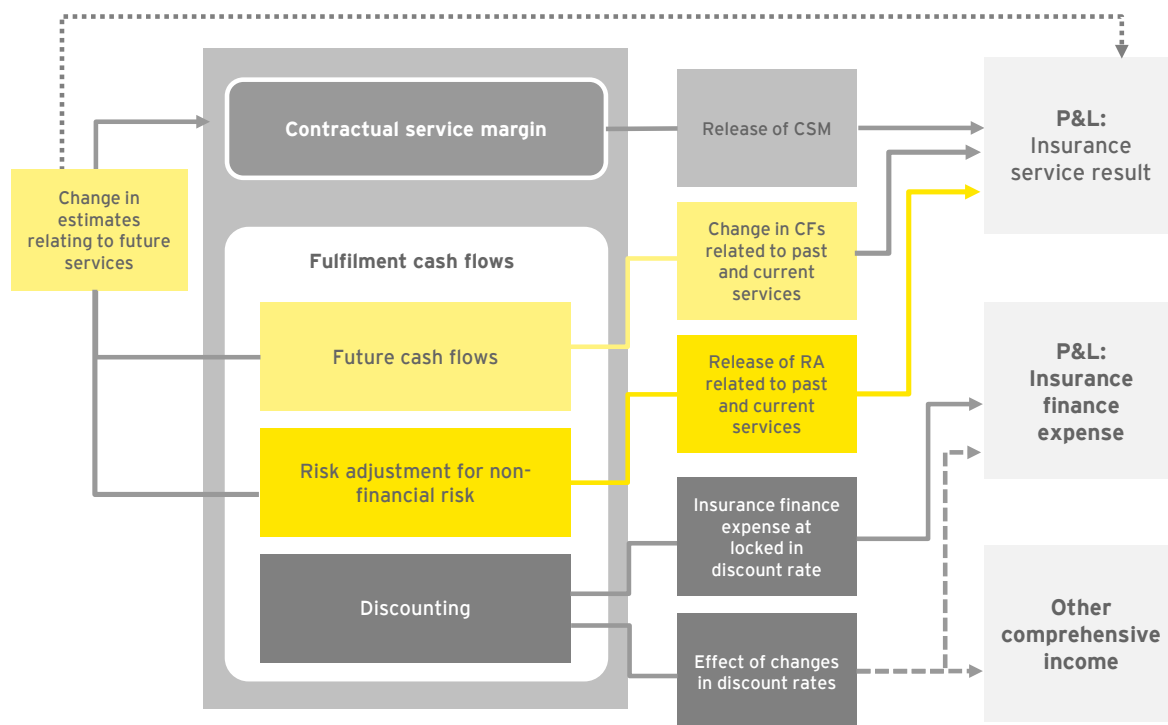 Change in
estimates
relating to future
services
Contractual service margin
Fulfilment cash flows
Future cash flows
Risk adjustment for non-
financial risk
Discounting
Release of CSM
Change in CFs
related to past
and current
services
Release of RA
related to past
and current
services
Insurance finance
expense at
locked in
discount rate
Effect of changes
in discount rates
P&L:
Insurance
service result
P&L:
Insurance
finance
expense
Other
comprehensive
income